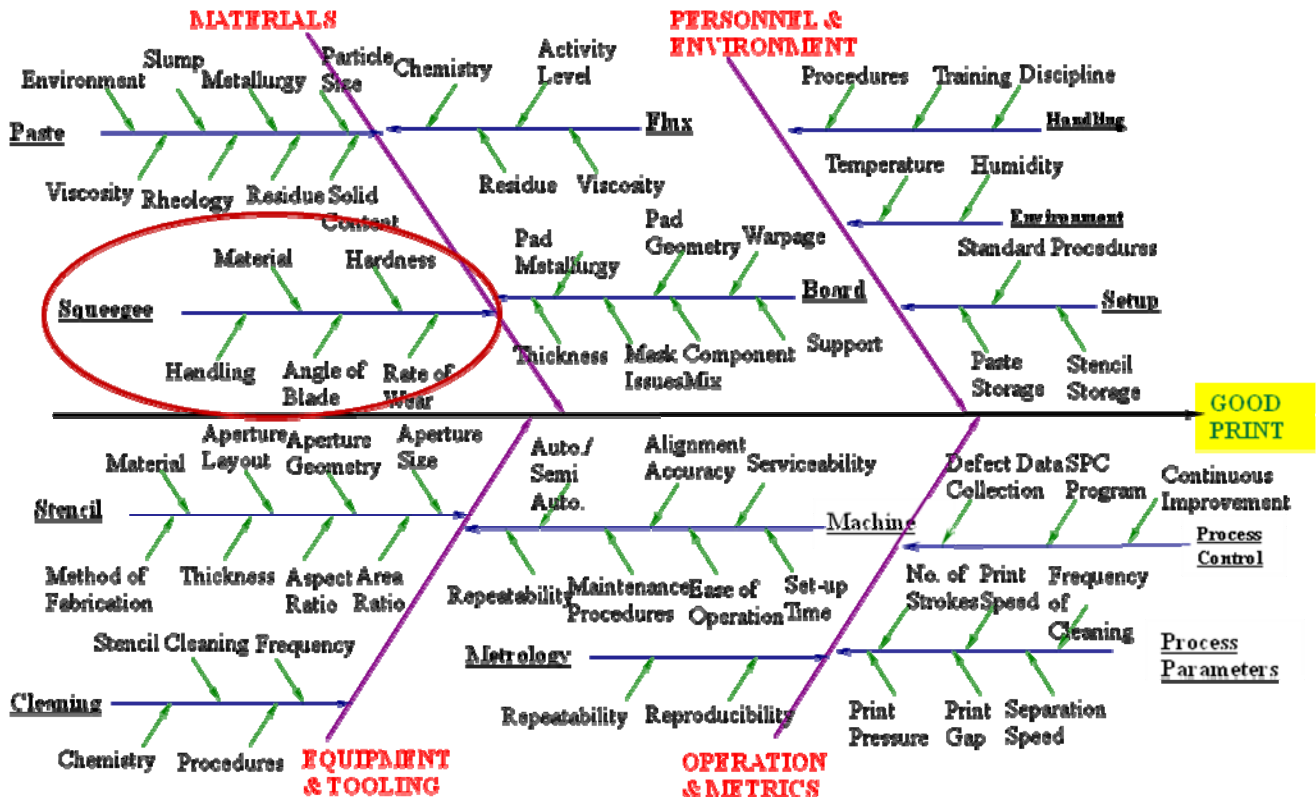 MATERIALS
PERSONNEL &
ENVIRONMENT
Environment
Slump
Metallurgy
Particle
Size
Chemistry
Activity
Level
Paste
Flux
Viscosity
Rheology
Residue
Solid
Content
Residue
Viscosity
Procedures
Training
Discipline
Handling
Temperature
Humidity
Environment
Standard Procedures
Setup
Paste
Storage
Stencil
Storage
Material
Hardness
Squeegee
Handling
Angle of
Blade
Rate of
Wear
Pad
Metallurgy
Pad
Geometry
Warpage
Board
Thickness
Mask
Issues
Component
Mix
Support
GOOD
PRINT
Material
Aperture
Layout
Aperture
Geometry
Aperture
Size
Stencil
Method of
Fabrication
Thickness
Aspect
Ratio
Area
Ratio
Auto./
Semi
Auto.
Alignment
Accuracy
Serviceability
Machine
Repeatability
Maintenance
Procedures
Ease of
Operation
Set-up
Time
Defect Data
Collection
SPC
Program
Continuous
Improvement
Process
Control
No. of
Strokes
Print
Speed
Frequency
of
Cleaning
Process
Parameters
Print
Pressure
Print
Gap
Separation
Speed
Stencil Cleaning
Frequency
Cleaning
Chemistry
Procedures
Metrology
Repeatability
Reproducibility
EQUIPMENT
& TOOLING
OPERATION
& METRICS